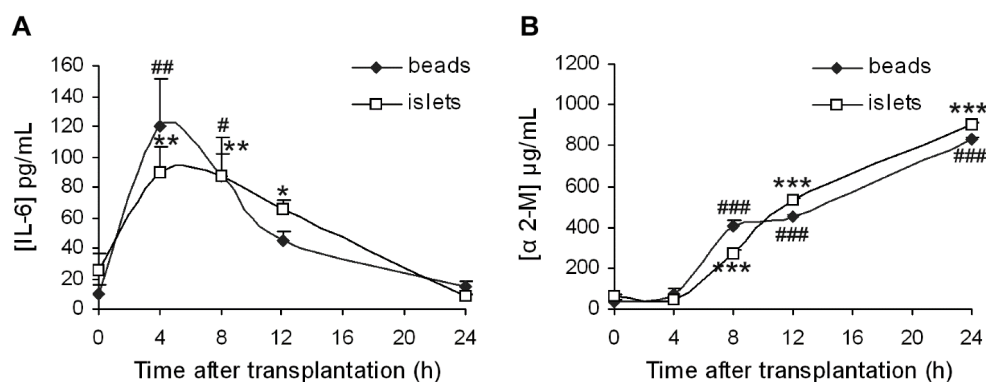 A
[IL-6] pg/mL
160
140
120
100
80
60
40
20
0
##
**
#
**
*
beads
islets
0 4 8 12 16 20 24
Time after transplantation (h)
B
[α 2-M] µg/mL
1200
1000
800
600
400
200
0
beads
islets
###
***
***
###
***
###
0 4 8 12 16 20 24
Time after transplantation (h)